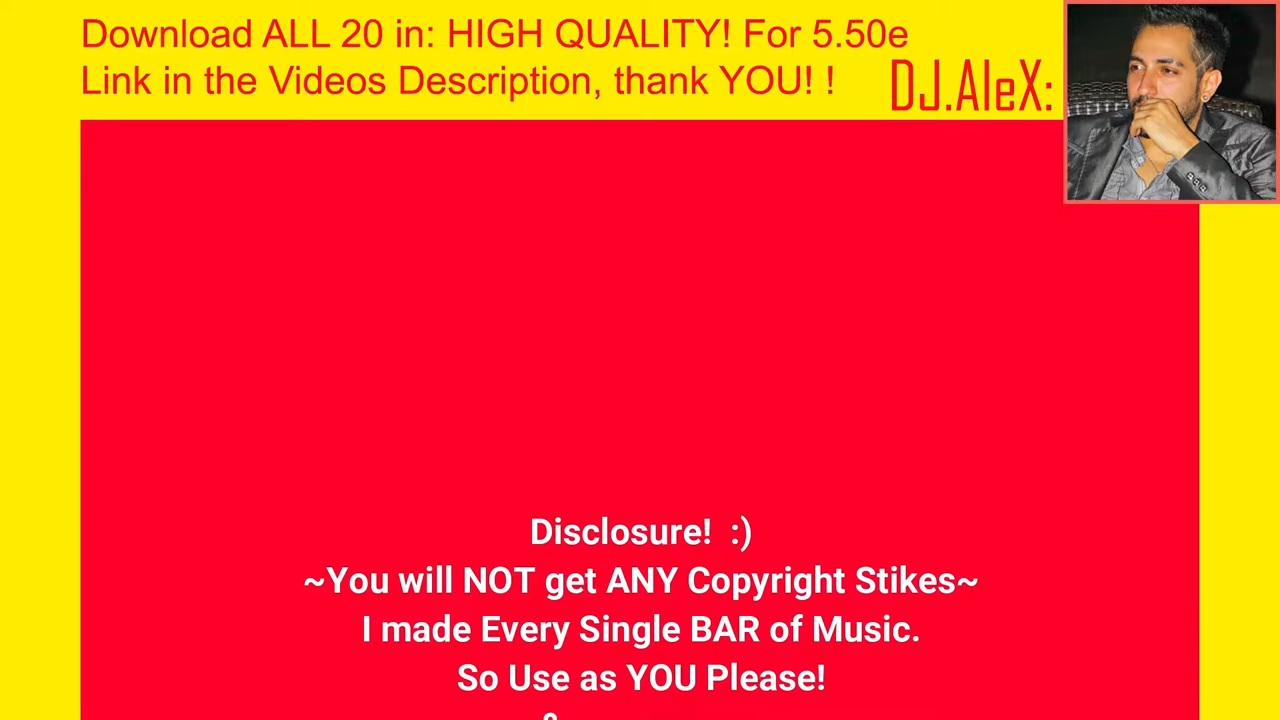 Download ALL 20 in: HIGH QUALITY! For 5.50e
Link in the Videos Description, thank YOU! !
DJ.AleX:
Disclosure! :)
~You will NOT get ANY Copyright Stikes~
I made Every Single BAR of Music.
So Use as YOU Please!